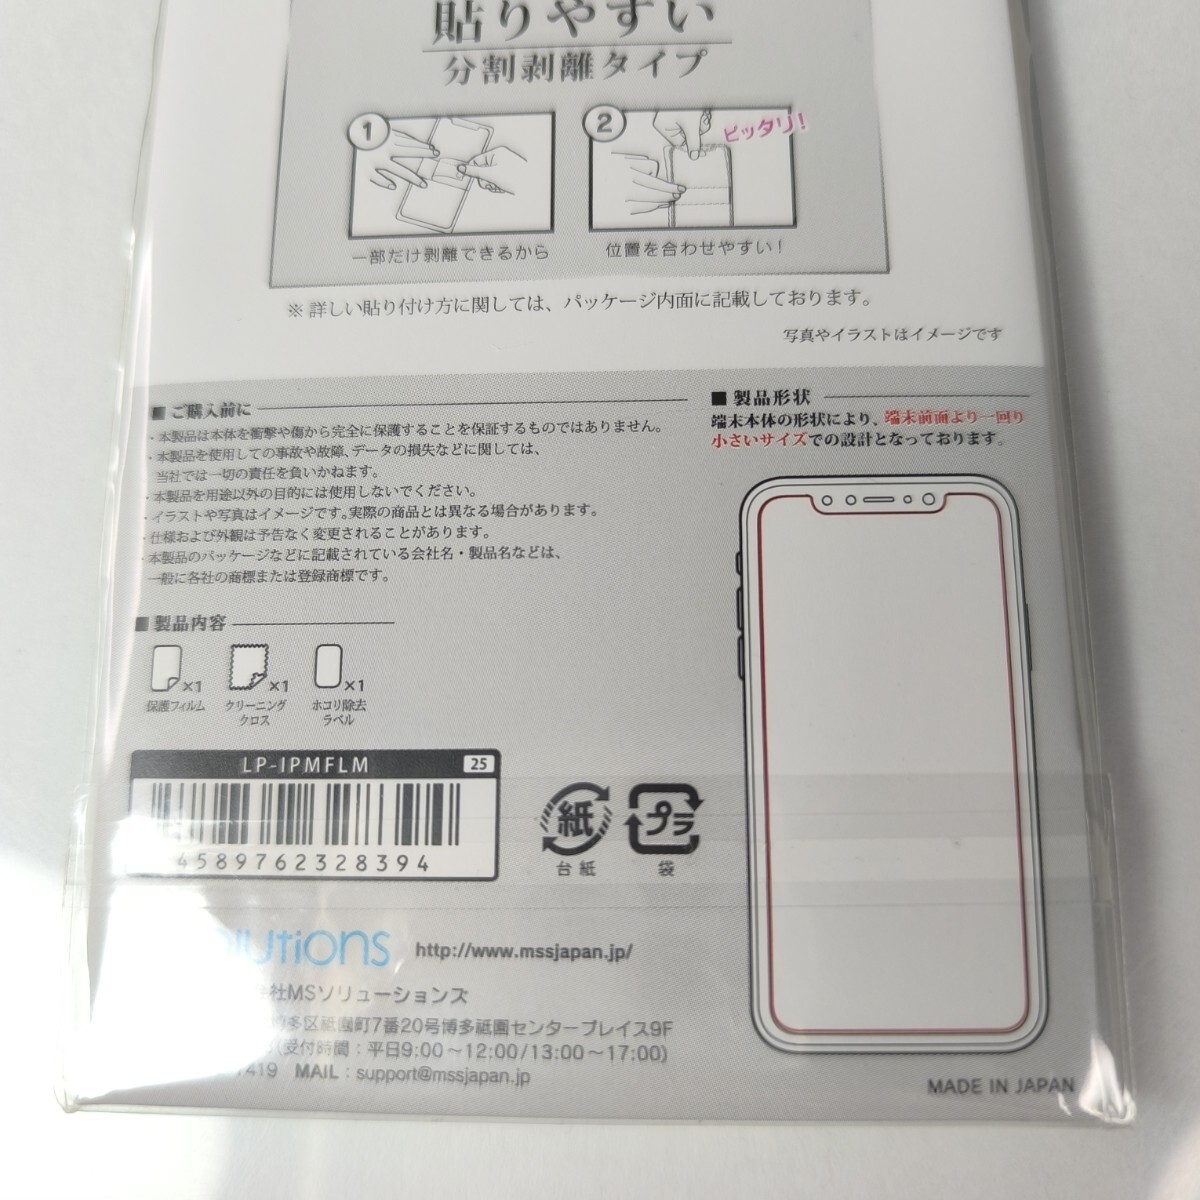 貼りやすい
分割剥離タイプ
1
一部だけ剥離できるから
2
ピッタリ!
位置を合わせやすい!
※詳しい貼り付け方に関しては、パッケージ内面に記載しております。
写真やイラストはイメージです
■ご購入前に
・本製品は本体を衝撃や傷から完全に保護することを保証するものではありません。
・本製品を使用しての事故や故障、データの損失などに関しては、
当社では一切の責任を負いかねます。
・本製品を用途以外の目的には使用しないでください。
・イラストや写真はイメージです。実際の商品とは異なる場合があります。
・仕様および外観は予告なく変更されることがあります。
・本製品のパッケージなどに記載されている会社名・製品名などは、
一般に各社の商標または登録商標です。
■製品内容
×1
保護フィルム
×1
クリーニング
クロス
×1
ホコリ除去
ラベル
■製品形状
端末本体の形状により、端末前面より一回り
小さいサイズでの設計となっております。
LP-IPMFLM 25
4589762328394
紙
台紙
プラ
袋
lutions http://www.mssjapan.jp/
社MSソリューションズ
多区祇園町7番20号博多祇園センタープレイス9F
(受付時間:平日9:00~12:00/13:00~17:00)
419 MAIL:support@mssjapan.jp
MADE IN JAPAN